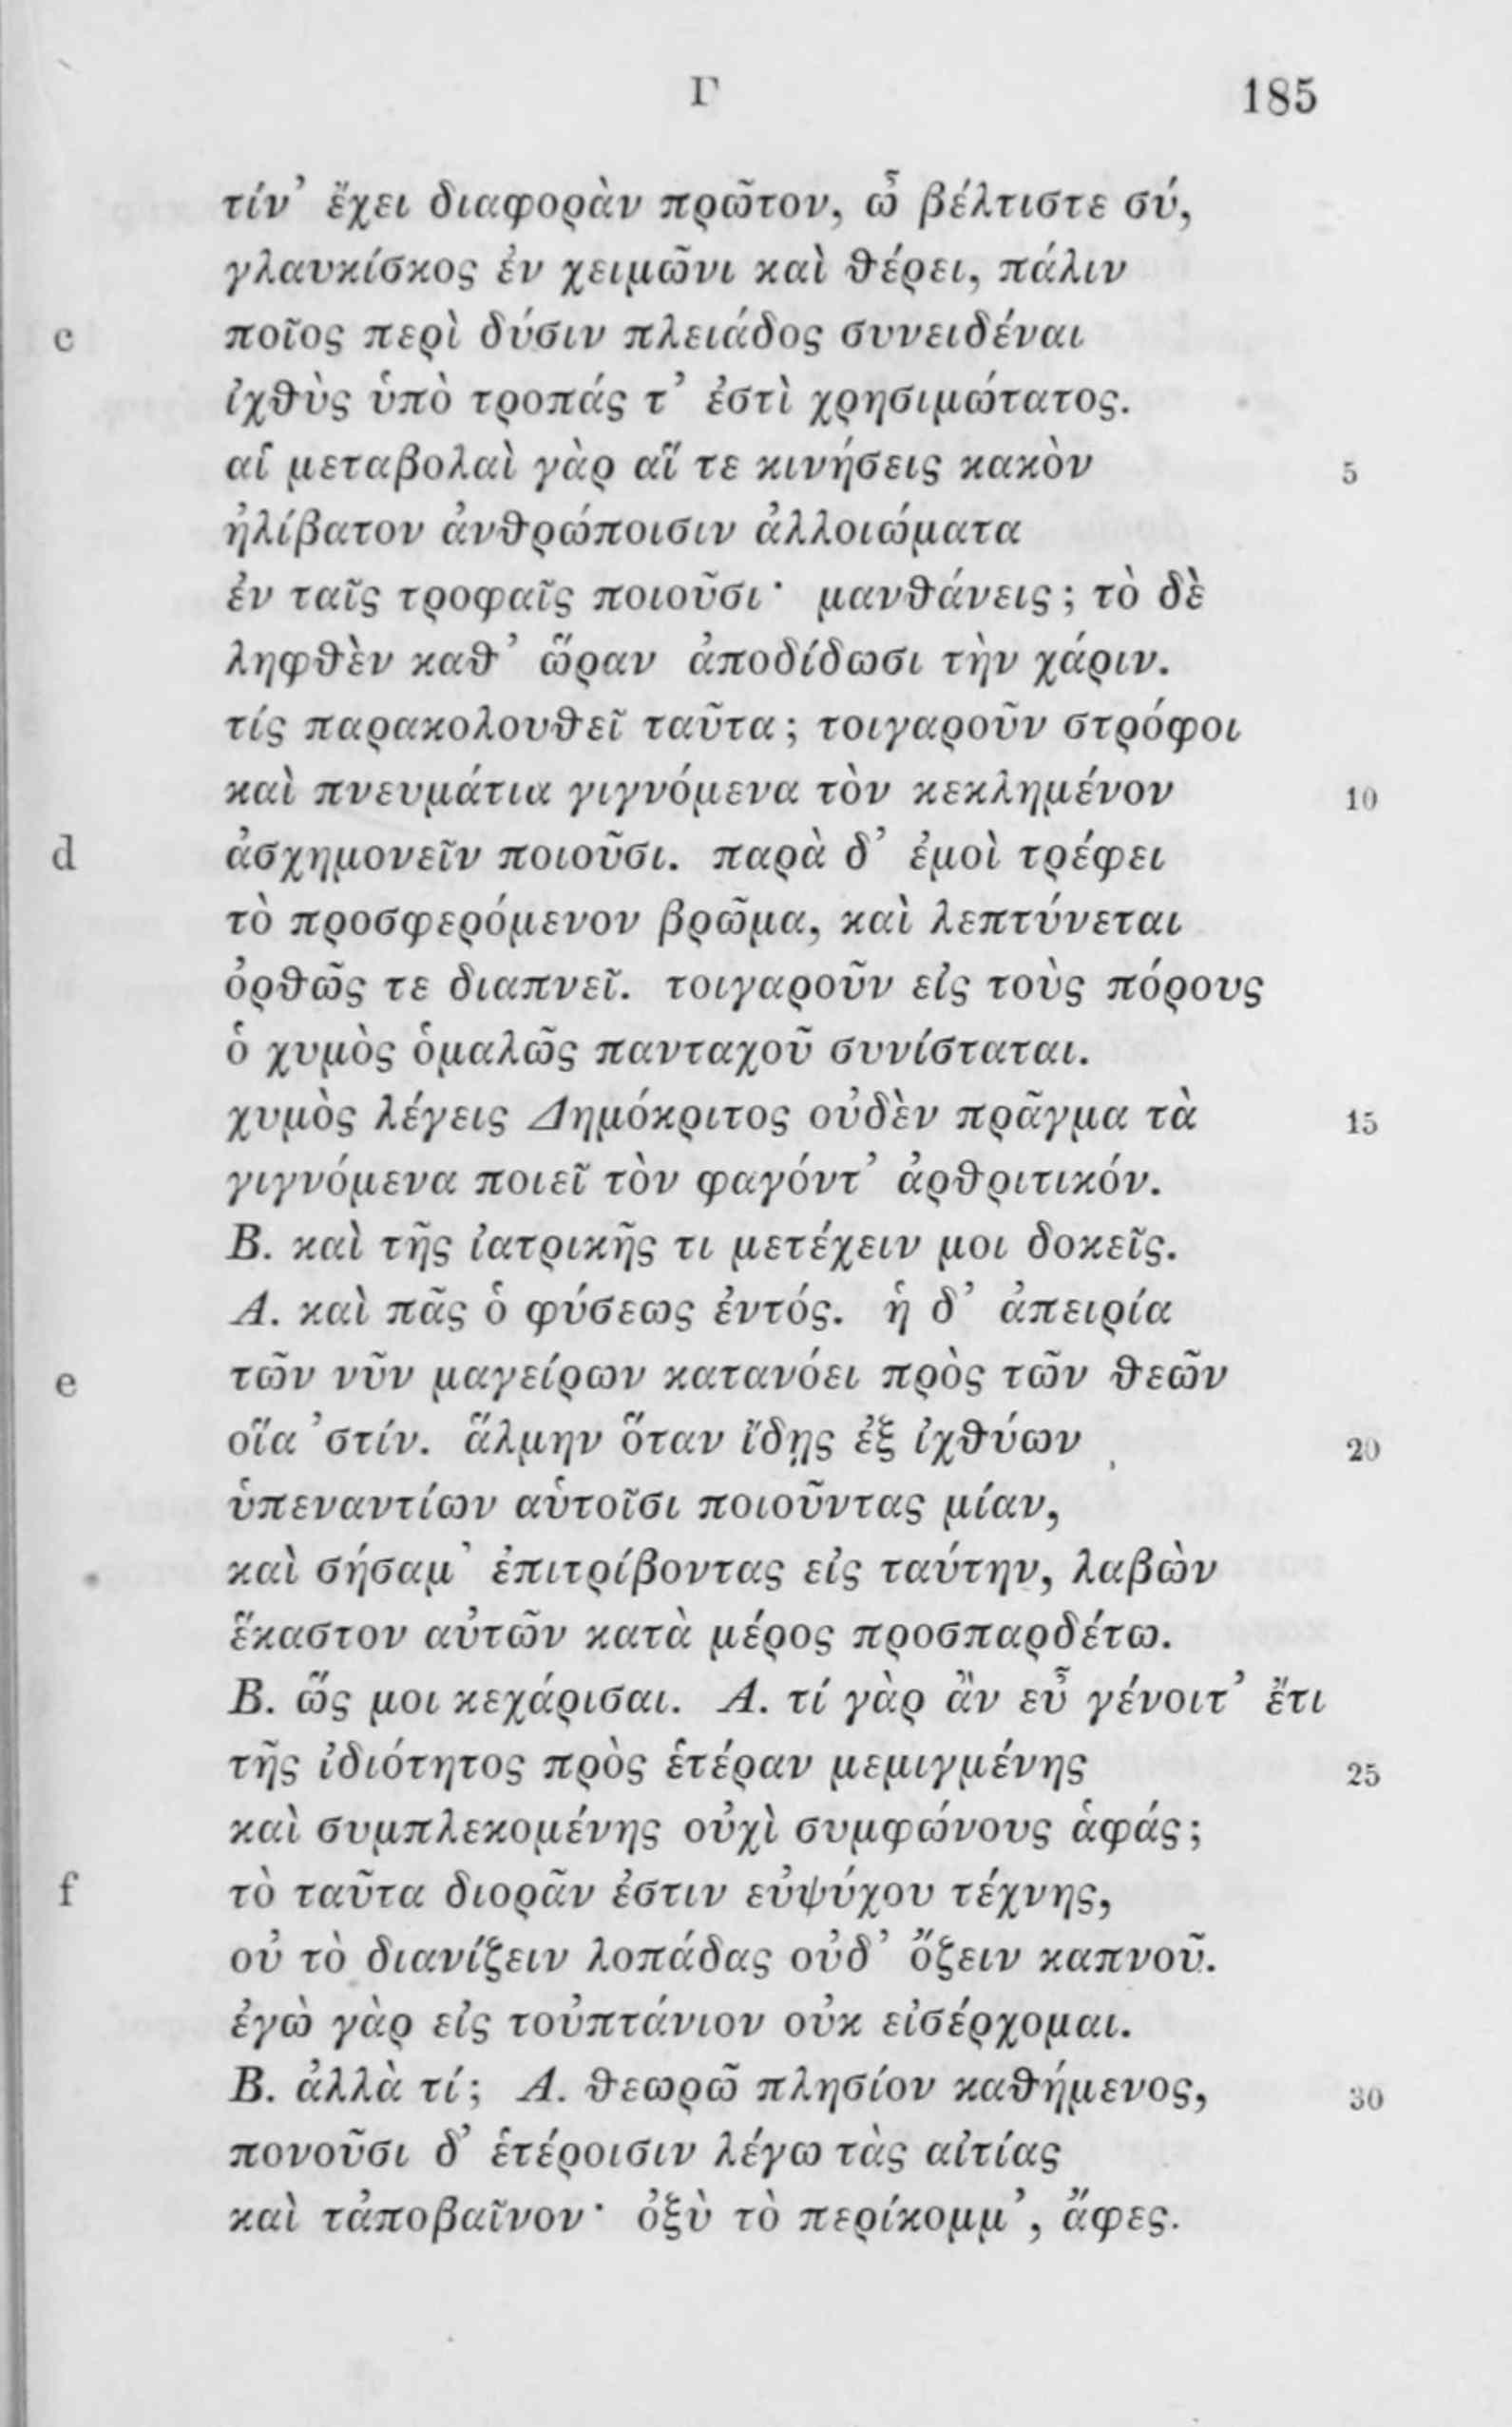 Γ 185
τίν’ ἔχει διαφορὰν πρῶτον, ὦ βέλτιστε σύ,
γλαυκίσκος ἐν χειμῶνι καὶ θέρει, πάλιν
c ποῖος περὶ δύσιν πλειάδος συνειδέναι
ἰχθὺς ὑπὸ τροπάς τ’ ἐστὶ χρησιμώτατος.
αἱ μεταβολαὶ γὰρ αἵ τε κινήσεις κακὸν 5
ἠλίβατον ἀνθρώποισιν ἀλλοιώματα
ἐν ταῖς τροφαῖς ποιοῦσι· μανθάνεις; τὸ δὲ
ληφθὲν καθ’ ὥραν ἀποδίδωσι τὴν χάριν.
τίς παρακολουθεῖ ταῦτα; τοιγαροῦν στρόφοι
καὶ πνευμάτια γιγνόμενα τὸν κεκλημένον 10
d ἀσχημονεῖν ποιοῦσι. παρὰ δ’ ἐμοὶ τρέφει
τὸ προσφερόμενον βρῶμα, καὶ λεπτύνεται
ὀρθῶς τε διαπνεῖ. τοιγαροῦν εἰς τοὺς πόρους
ὁ χυμὸς ὁμαλῶς πανταχοῦ συνίσταται.
χυμὸς λέγεις Δημόκριτος οὐδὲν πρᾶγμα τὰ 15
γιγνόμενα ποιεῖ τὸν φαγόντ’ ἀρθριτικόν.
Β. καὶ τῆς ἰατρικῆς τι μετέχειν μοι δοκεῖς.
Α. καὶ πᾶς ὁ φύσεως ἐντός. ἡ δ’ ἀπειρία
e τῶν νῦν μαγείρων κατανόει πρὸς τῶν θεῶν
οἵα ’στίν. ἅλμην ὅταν ἴδῃς ἐξ ἰχθύων 20
ὑπεναντίων αὑτοῖσι ποιοῦντας μίαν,
καὶ σήσαμ’ ἐπιτρίβοντας εἰς ταύτην, λαβὼν
ἕκαστον αὐτῶν κατὰ μέρος προσπαρδέτω.
Β. ὥς μοι κεχάρισαι. Α. τί γὰρ ἂν εὖ γένοιτ’ ἔτι
τῆς ἰδιότητος πρὸς ἑτέραν μεμιγμένης 25
καὶ συμπλεκομένης οὐχὶ συμφώνους ἁφάς;
f τὸ ταῦτα διορᾶν ἐστιν εὐψύχου τέχνης,
οὐ τὸ διανίζειν λοπάδας οὐδ’ ὄζειν καπνοῦ.
ἐγὼ γὰρ εἰς τοὐπτάνιον οὐκ εἰσέρχομαι.
Β. ἀλλὰ τί; Α. θεωρῶ πλησίον καθήμενος, 30
πονοῦσι δ’ ἑτέροισιν λέγω τὰς αἰτίας
καὶ τἀποβαῖνον· ὀξὺ τὸ περίκομμ’, ἄφες.